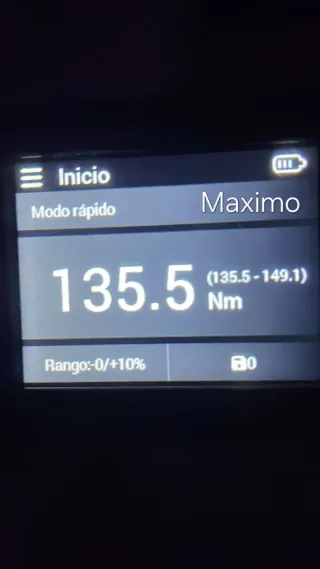 Inicio
Modo rápido
Maximo
135.5
(135.5 - 149.1)
Nm
Rango:-0/+10%
0